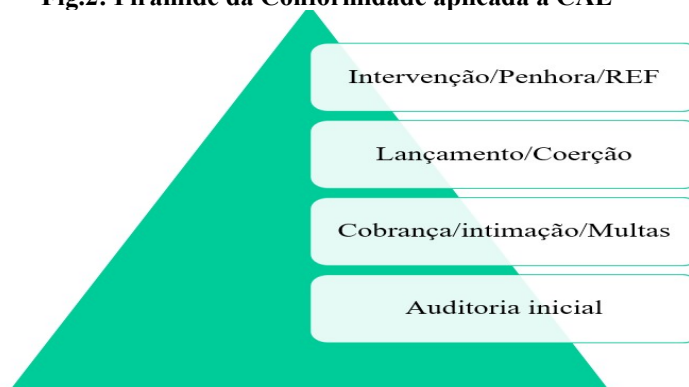 Fig.2: Pirâmide da Conformidade aplicada à CAE
Intervenção/Penhora/REF
Lançamento/Coerção
Cobrança/intimação/Multas
Auditoria inicial